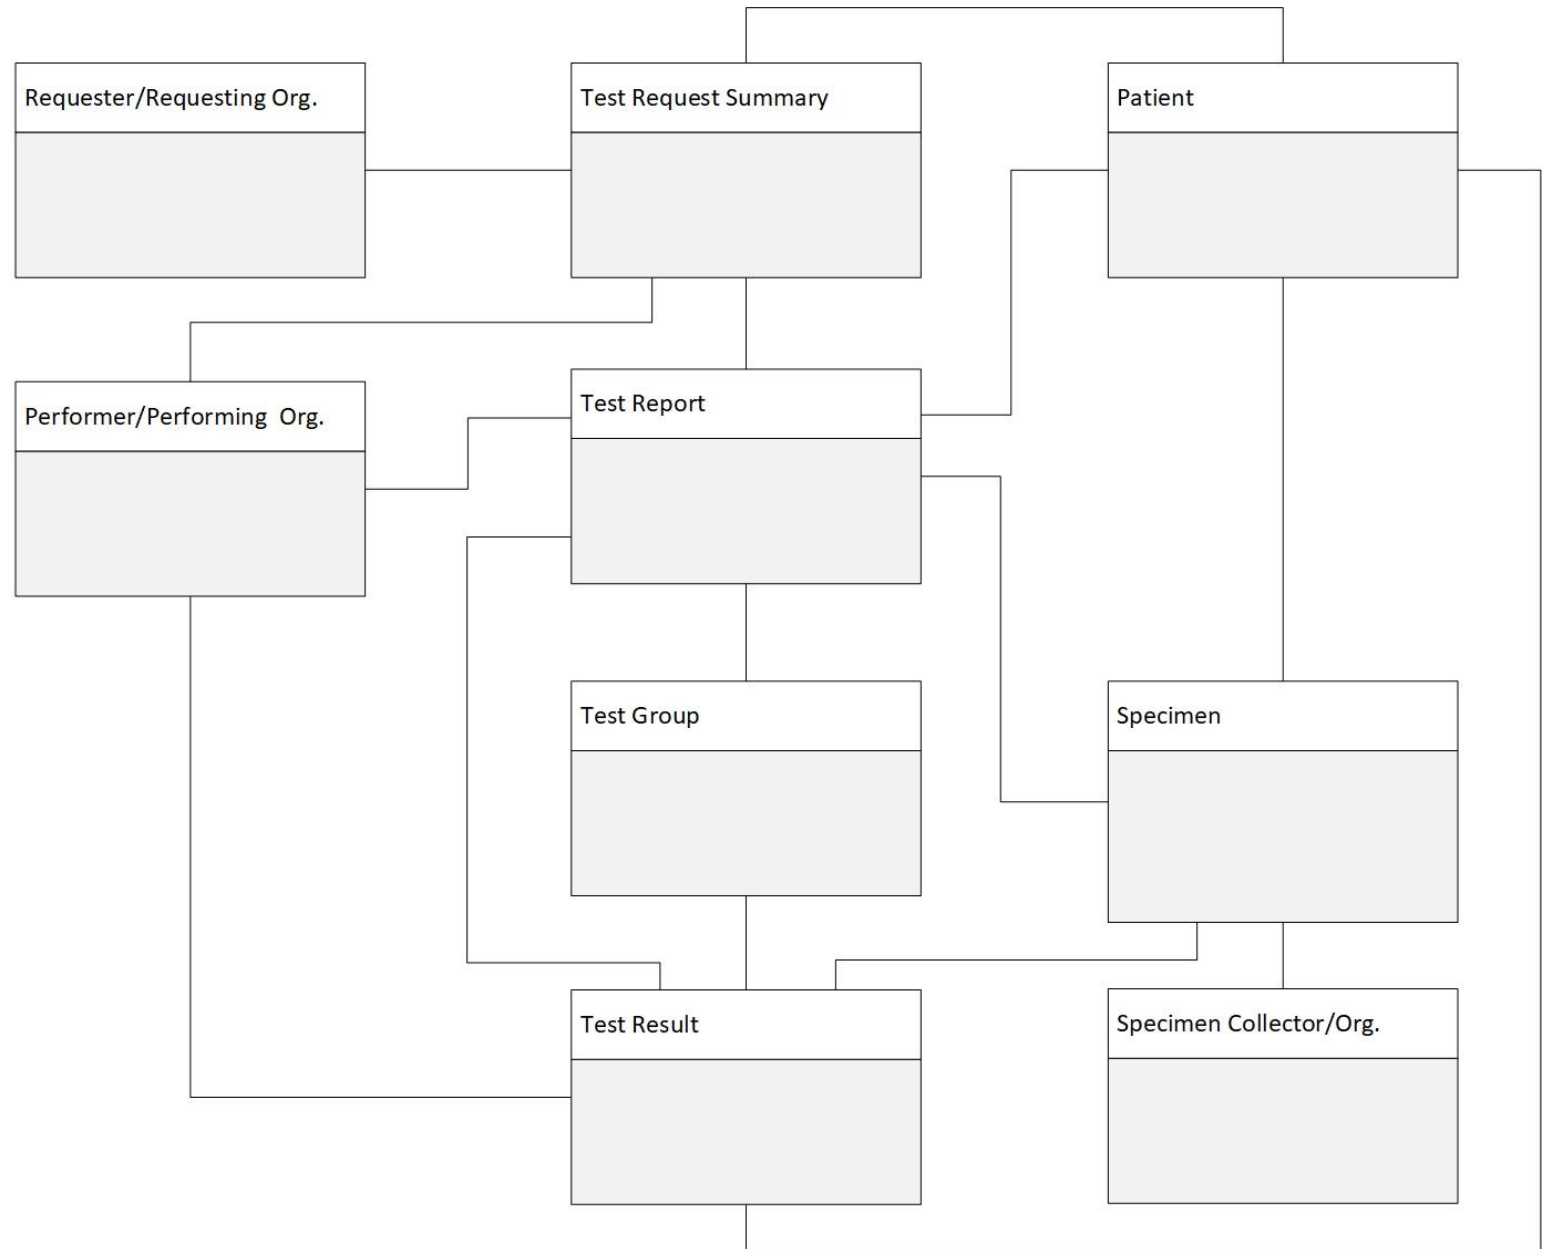 Requester/Requesting Org.
Test Request Summary
Patient
Performer/Performing  Org.
Test Report
Test Group
Specimen
Test Result
Specimen Collector/Org.